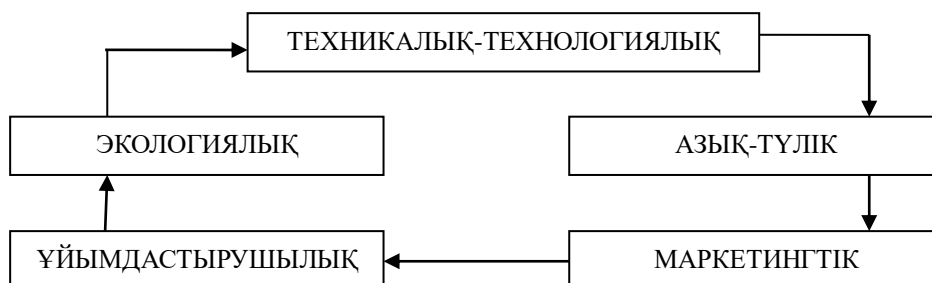 ТЕХНИКАЛЫҚ-ТЕХНОЛОГИЯЛЫҚ
ЭКОЛОГИЯЛЫҚ
АЗЫҚ-ТҮЛІК
ҰЙЫМДАСТЫРУШЫЛЫҚ
МАРКЕТИНГТІК